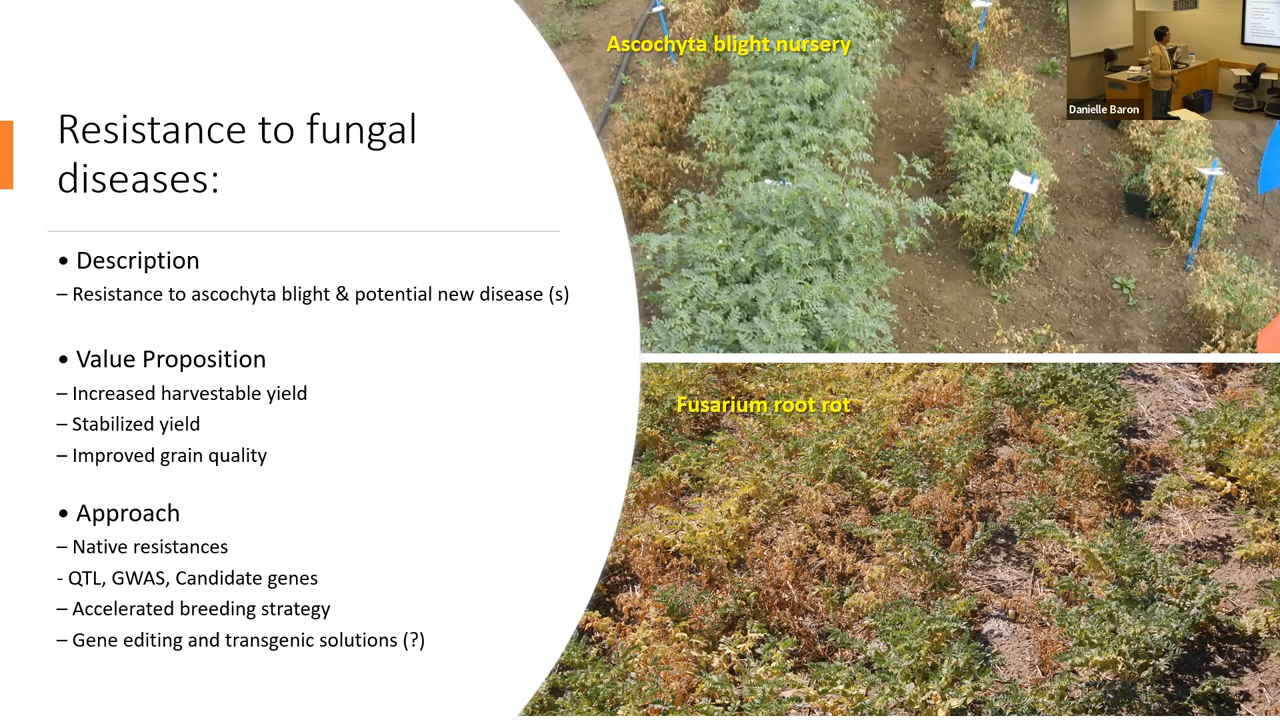 Resistance to fungal
diseases:
• Description
– Resistance to ascochyta blight & potential new disease (s)
• Value Proposition
– Increased harvestable yield
– Stabilized yield
– Improved grain quality
• Approach
– Native resistances
- QTL, GWAS, Candidate genes
– Accelerated breeding strategy
– Gene editing and transgenic solutions (?)
Ascochyta blight nursery
Danielle Baron
Fusarium root rot